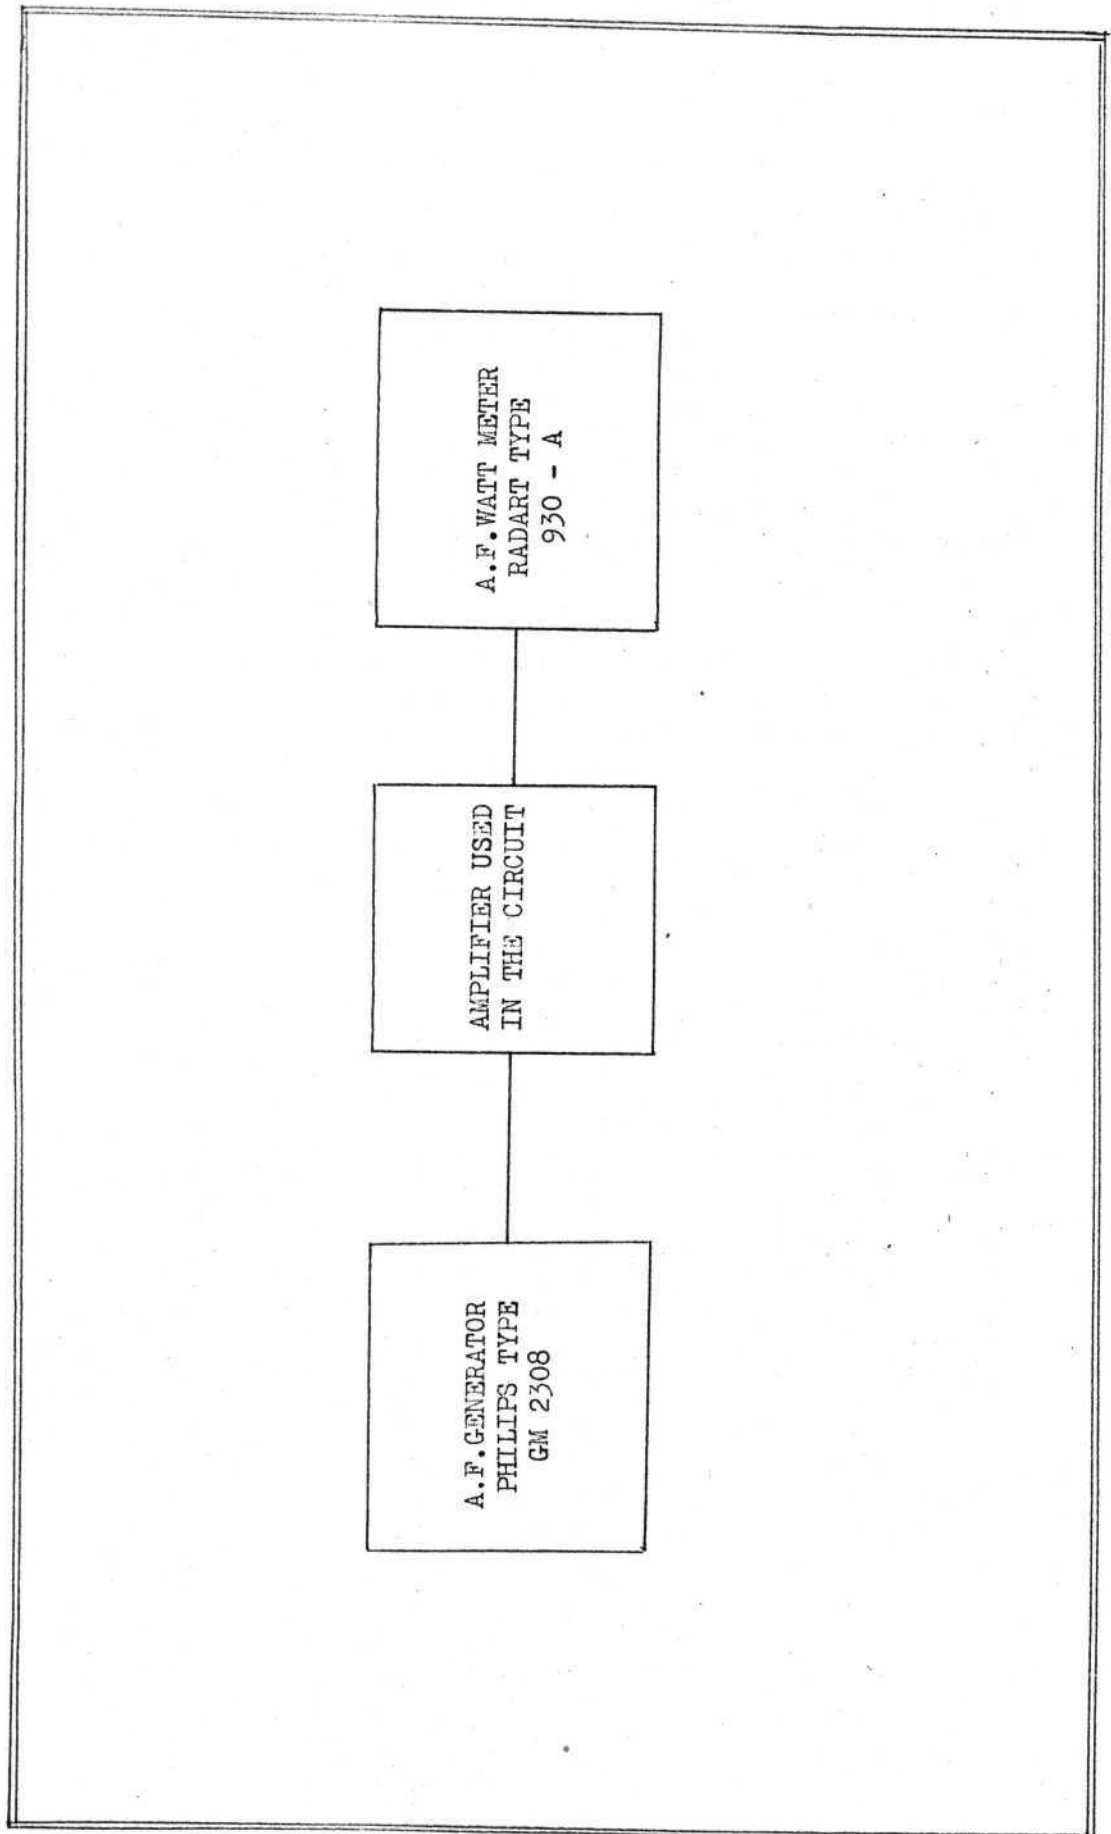 A.F.GENERATOR
PHILIPS TYPE
GM 2308
AMPLIFIER USED
IN THE CIRCUIT
A.F.WATT METER
RADART TYPE
930 - A